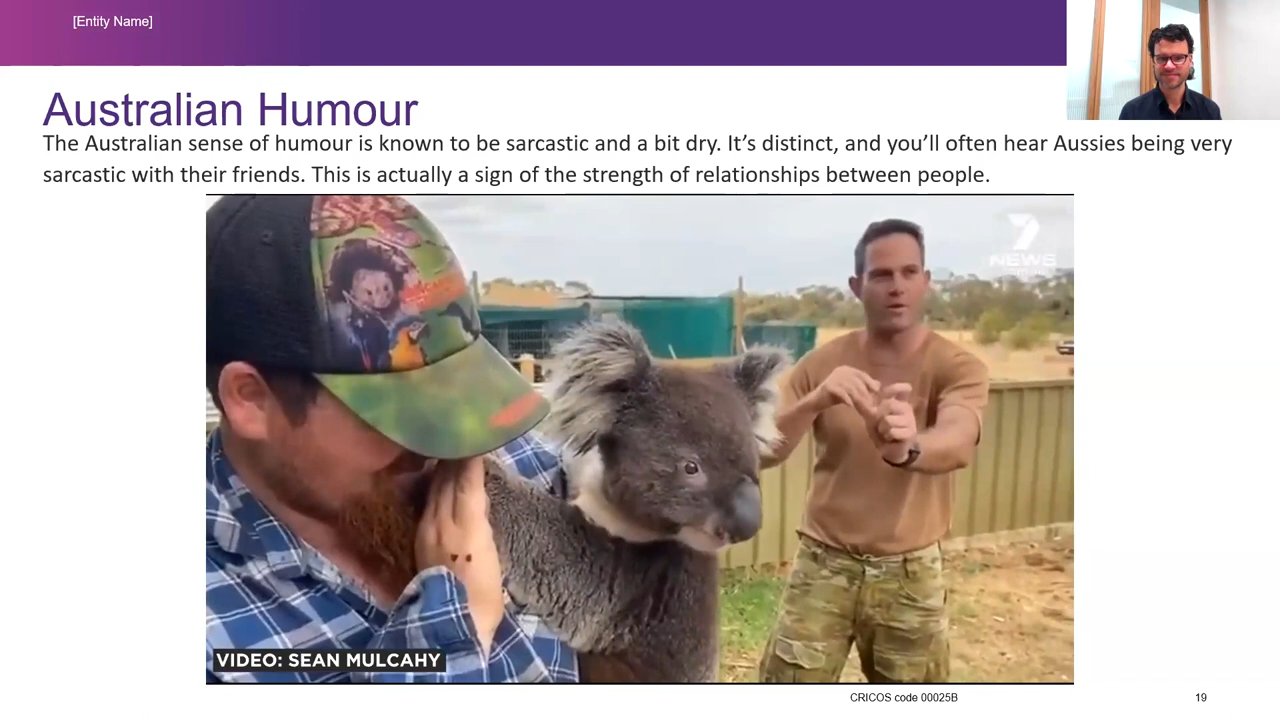 [Entity Name]
Australian Humour
The Australian sense of humour is known to be sarcastic and a bit dry. It’s distinct, and you’ll often hear Aussies being very
sarcastic with their friends. This is actually a sign of the strength of relationships between people.
7
NEWS
VIDEO: SEAN MULCAHY
CRICOS code 00025B
19